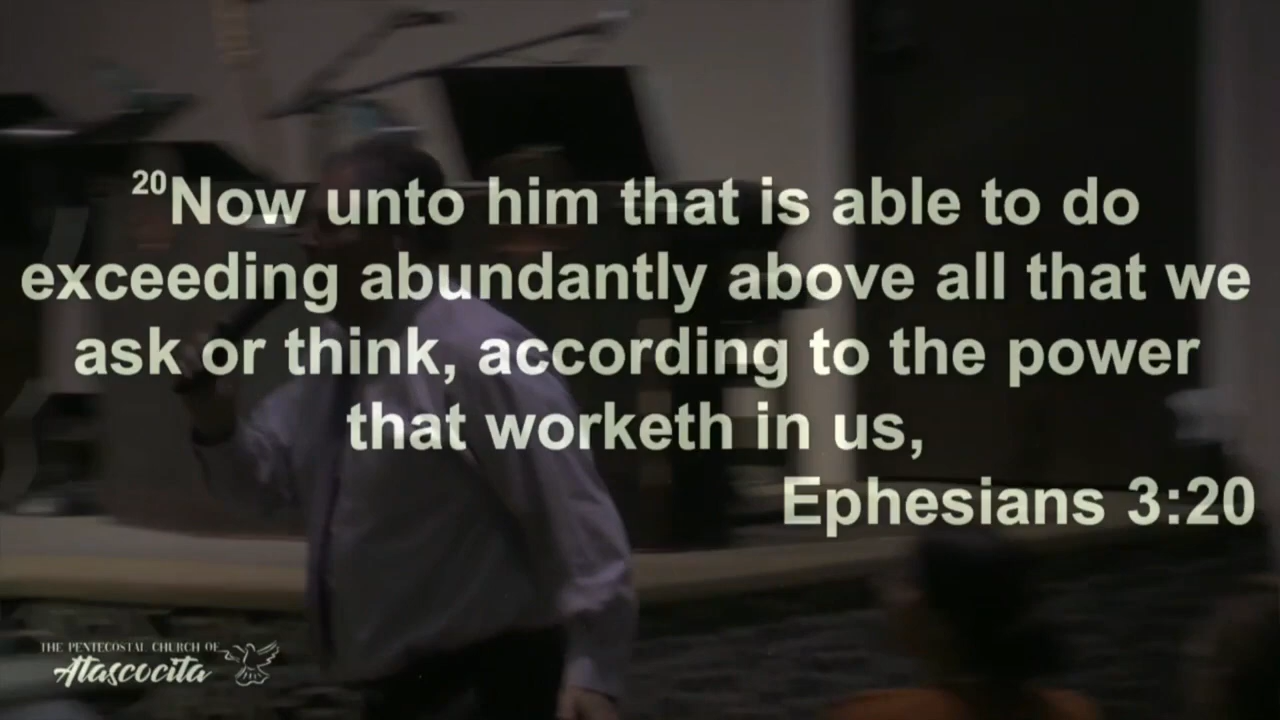 20Now unto him that is able to do
exceeding abundantly above all that we
ask or think, according to the power
that worketh in us,
Ephesians 3:20
THE PENTECOSTAL CHURCH OF
Atascocita